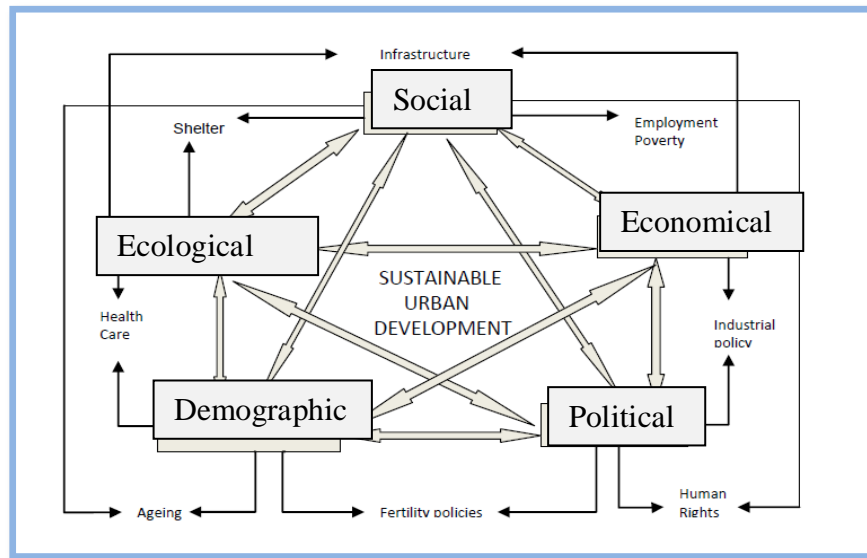 Infrastructure
Social
Shelter
Employment
Poverty
Ecological
Economical
SUSTAINABLE
URBAN
DEVELOPMENT
Health
Care
Industrial
policy
Demographic
Political
Ageing
Fertility policies
Human
Rights